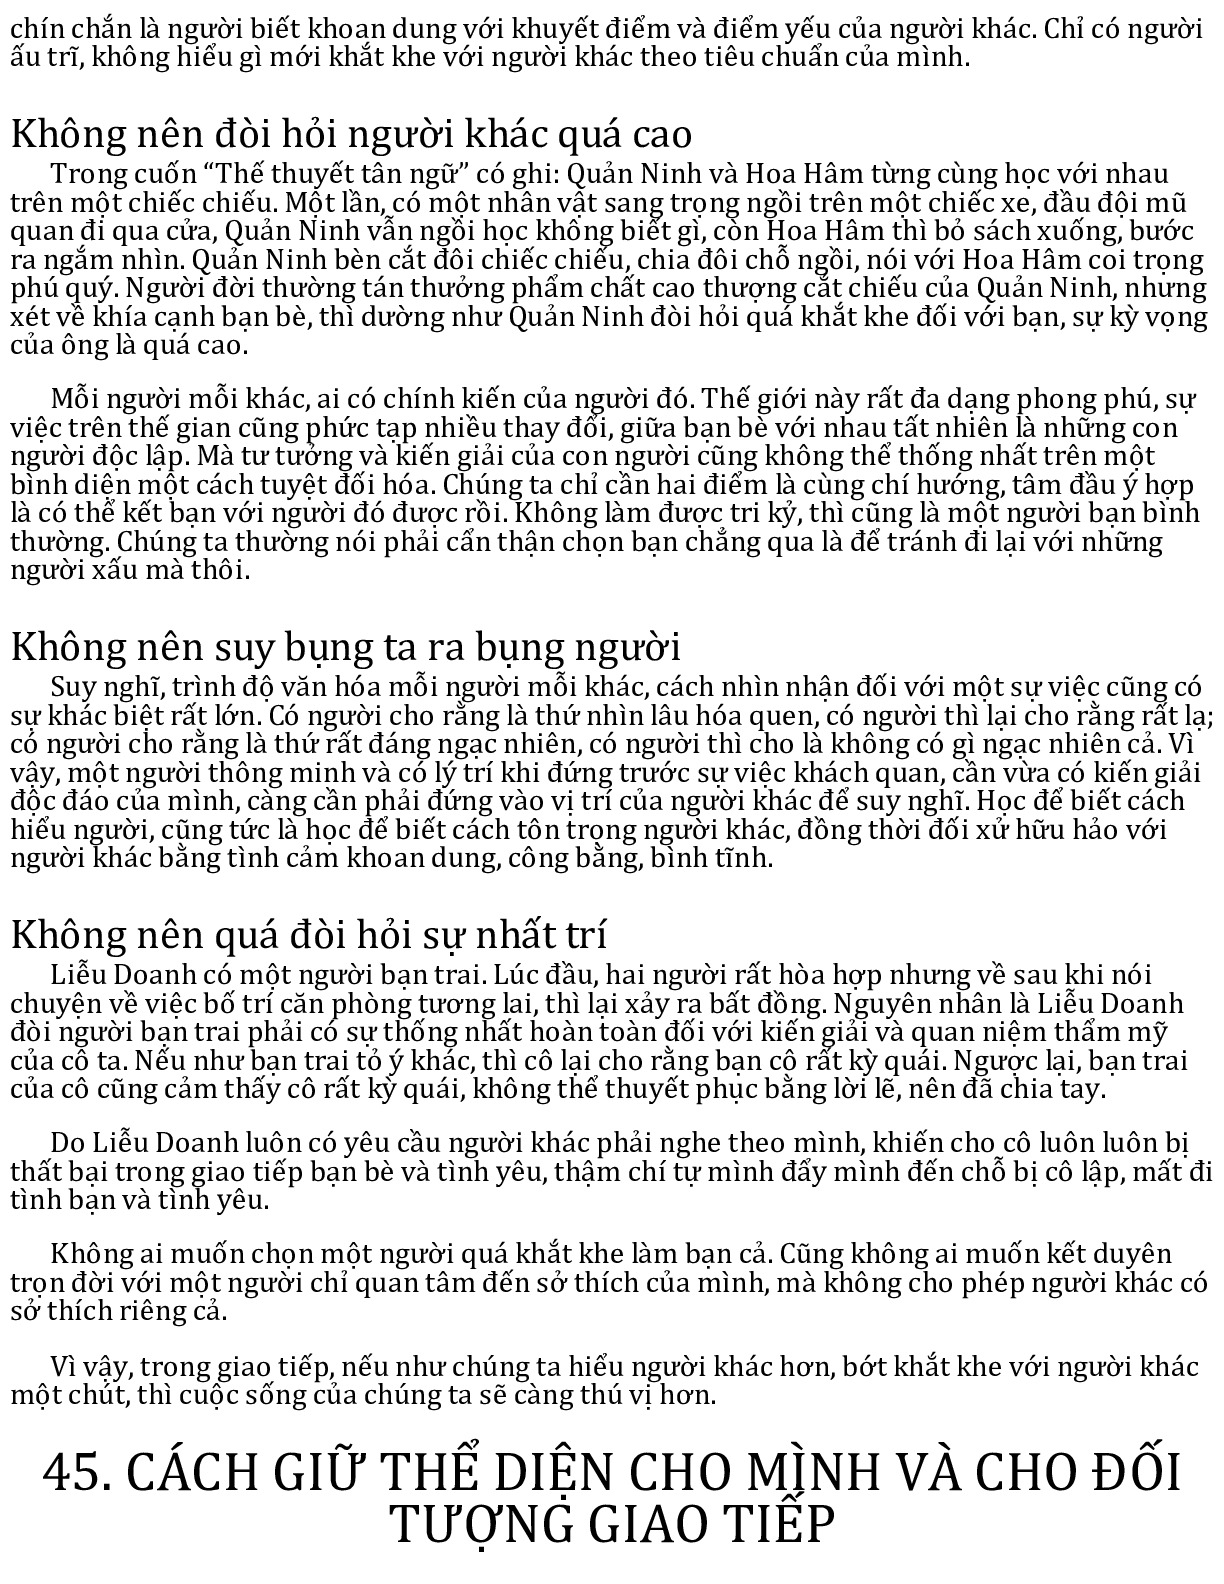 chín chắn là người biết khoan dung với khuyết điểm và điểm yếu của người khác. Chỉ có người
ấu trĩ, không hiểu gì mới khắt khe với người khác theo tiêu chuẩn của mình.
Không nên đòi hỏi người khác quá cao
Trong cuốn “Thế thuyết tân ngữ” có ghi: Quản Ninh và Hoa Hâm từng cùng học với nhau
trên một chiếc chiếu. Một lần, có một nhân vật sang trọng ngồi trên một chiếc xe, đầu đội mũ
quan đi qua cửa, Quản Ninh vẫn ngồi học không biết gì, còn Hoa Hâm thì bỏ sách xuống, bước
ra ngắm nhìn. Quản Ninh bèn cắt đôi chiếc chiếu, chia đôi chỗ ngồi, nói với Hoa Hâm coi trọng
phú quý. Người đời thường tán thưởng phẩm chất cao thượng cắt chiếu của Quản Ninh, nhưng
xét về khía cạnh bạn bè, thì dường như Quản Ninh đòi hỏi quá khắt khe đối với bạn, sự kỳ vọng
của ông là quá cao.
Mỗi người mỗi khác, ai có chính kiến của người đó. Thế giới này rất đa dạng phong phú, sự
việc trên thế gian cũng phức tạp nhiều thay đổi, giữa bạn bè với nhau tất nhiên là những con
người độc lập. Mà tư tưởng và kiến giải của con người cũng không thể thống nhất trên một
bình diện một cách tuyệt đối hóa. Chúng ta chỉ cần hai điểm là cùng chí hướng, tâm đầu ý hợp
là có thể kết bạn với người đó được rồi. Không làm được tri kỷ, thì cũng là một người bạn bình
thường. Chúng ta thường nói phải cẩn thận chọn bạn chẳng qua là để tránh đi lại với những
người xấu mà thôi.
Không nên suy bụng ta ra bụng người
Suy nghĩ, trình độ văn hóa mỗi người mỗi khác, cách nhìn nhận đối với một sự việc cũng có
sự khác biệt rất lớn. Có người cho rằng là thứ nhìn lâu hóa quen, có người thì lại cho rằng rất lạ;
có người cho rằng là thứ rất đáng ngạc nhiên, có người thì cho là không có gì ngạc nhiên cả. Vì
vậy, một người thông minh và có lý trí khi đứng trước sự việc khách quan, cần vừa có kiến giải
độc đáo của mình, càng cần phải đứng vào vị trí của người khác để suy nghĩ. Học để biết cách
hiểu người, cũng tức là học để biết cách tôn trọng người khác, đồng thời đối xử hữu hảo với
người khác bằng tình cảm khoan dung, công bằng, bình tĩnh.
Không nên quá đòi hỏi sự nhất trí
Liễu Doanh có một người bạn trai. Lúc đầu, hai người rất hòa hợp nhưng về sau khi nói
chuyện về việc bố trí căn phòng tương lai, thì lại xảy ra bất đồng. Nguyên nhân là Liễu Doanh
đòi người bạn trai phải có sự thống nhất hoàn toàn đối với kiến giải và quan niệm thẩm mỹ
của cô ta. Nếu như bạn trai tỏ ý khác, thì cô lại cho rằng bạn cô rất kỳ quái. Ngược lại, bạn trai
của cô cũng cảm thấy cô rất kỳ quái, không thể thuyết phục bằng lời lẽ, nên đã chia tay.
Do Liễu Doanh luôn có yêu cầu người khác phải nghe theo mình, khiến cho cô luôn luôn bị
thất bại trong giao tiếp bạn bè và tình yêu, thậm chí tự mình đẩy mình đến chỗ bị cô lập, mất đi
tình bạn và tình yêu.
Không ai muốn chọn một người quá khắt khe làm bạn cả. Cũng không ai muốn kết duyên
trọn đời với một người chỉ quan tâm đến sở thích của mình, mà không cho phép người khác có
sở thích riêng cả.
Vì vậy, trong giao tiếp, nếu như chúng ta hiểu người khác hơn, bớt khắt khe với người khác
một chút, thì cuộc sống của chúng ta sẽ càng thú vị hơn.
45. CÁCH GIỮ THỂ DIỆN CHO MÌNH VÀ CHO ĐỐI
TƯỢNG GIAO TIẾP